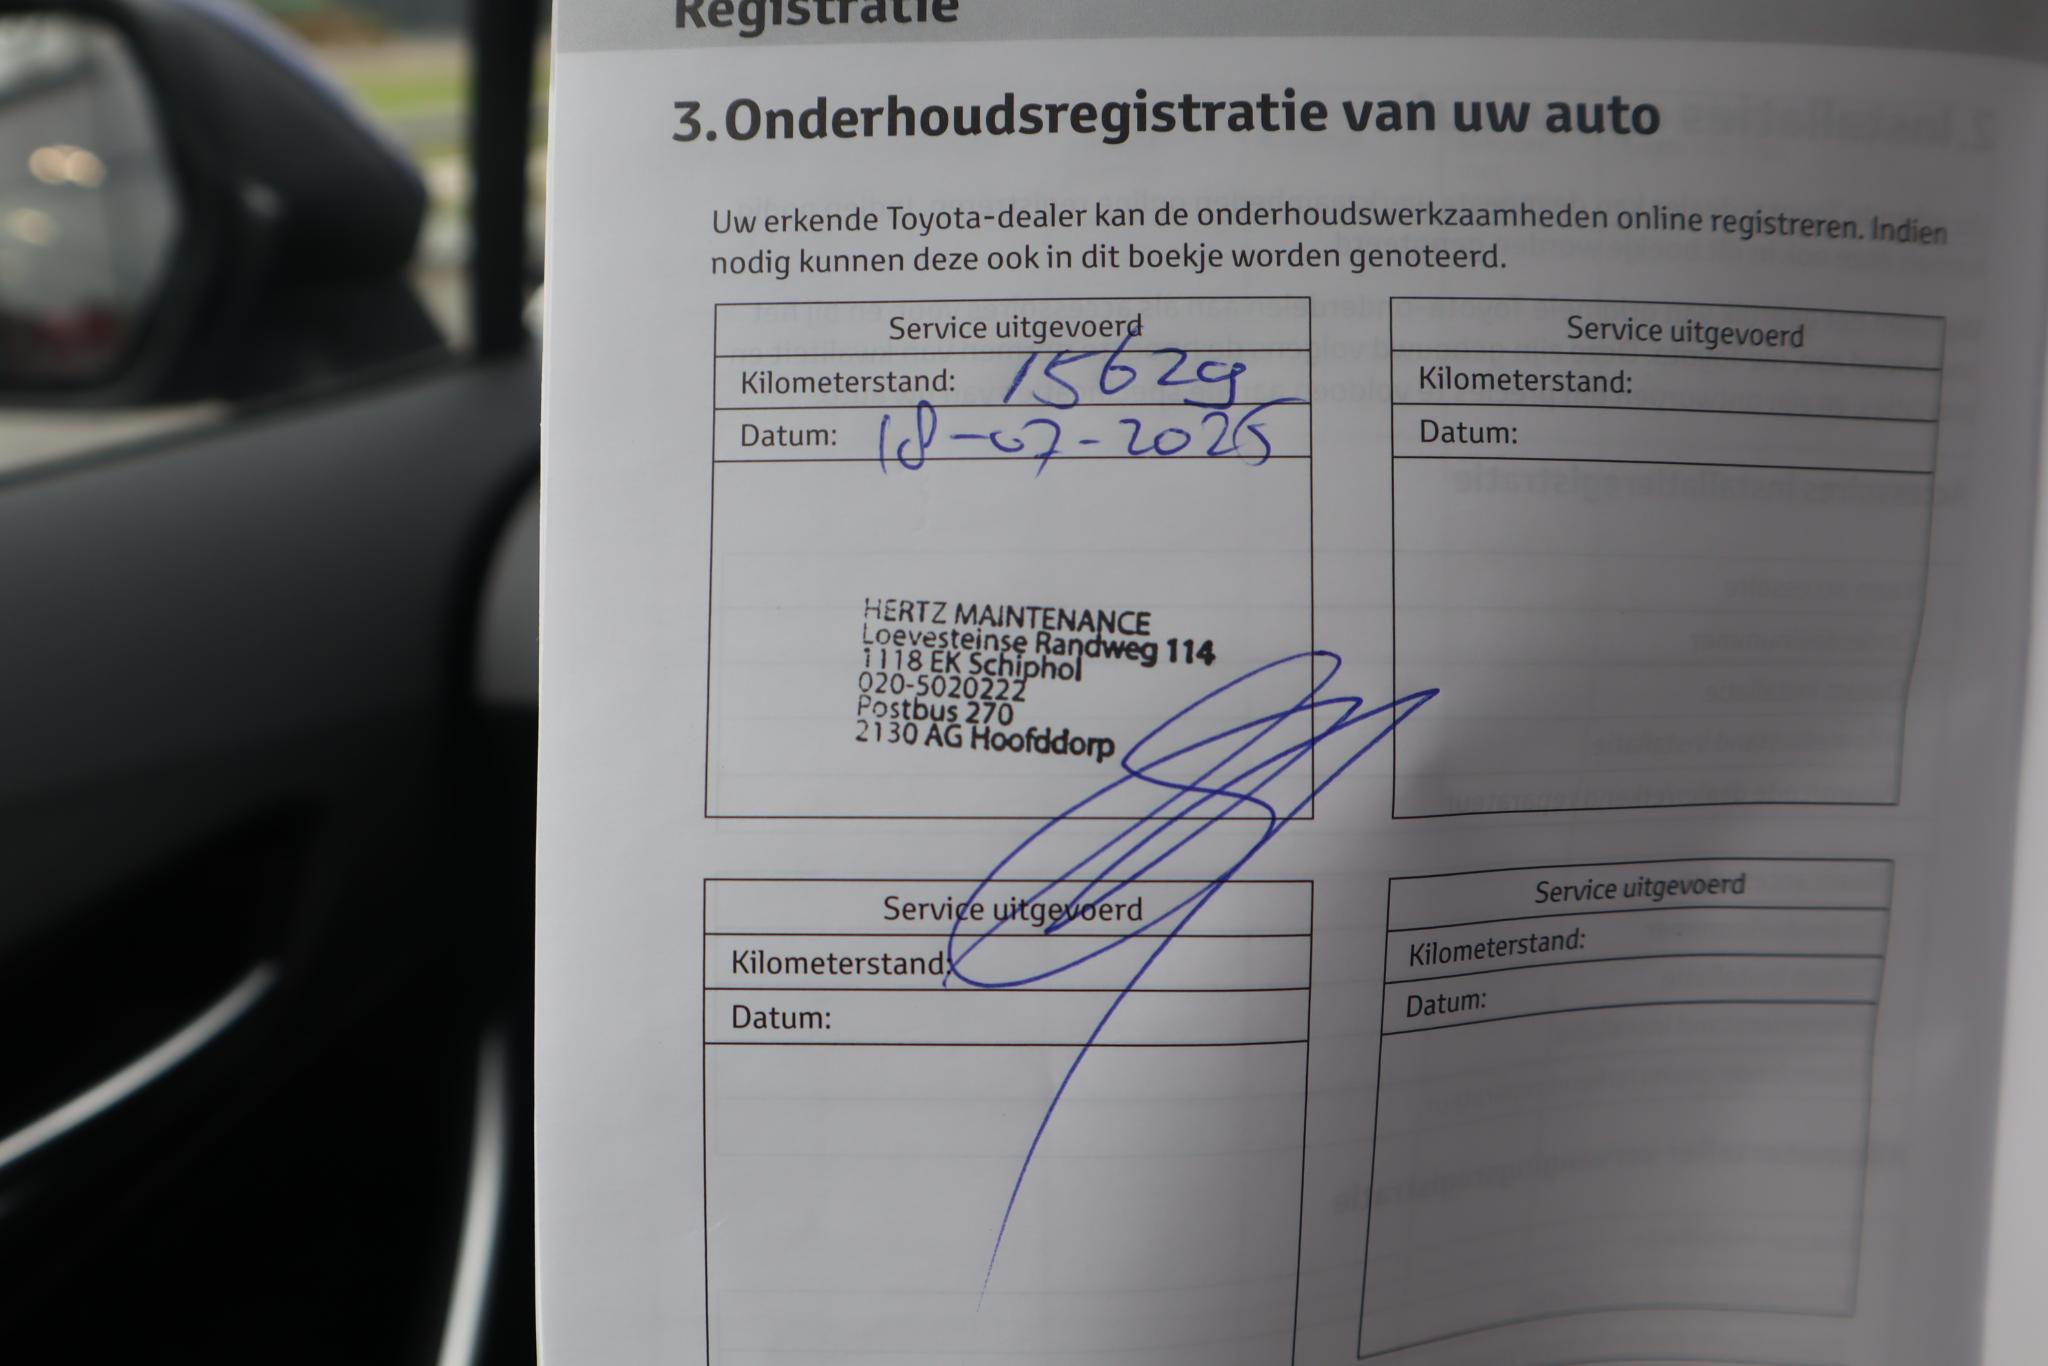 Registratie
3. Onderhoudsregistratie van uw auto
Uw erkende Toyota-dealer kan de onderhoudswerkzaamheden online registreren. Indien
nodig kunnen deze ook in dit boekje worden genoteerd.
Service uitgevoerd
Kilometerstand: 15629
Datum: 18-07-2025
HERTZ MAINTENANCE
Loevesteinse Randweg 114
1118 EK Schiphol
020-5020222
Postbus 270
2130 AG Hoofddorp
Service uitgevoerd
Kilometerstand:
Datum:
Service uitgevoerd
Kilometerstand:
Datum:
Service uitgevoerd
Kilometerstand:
Datum: